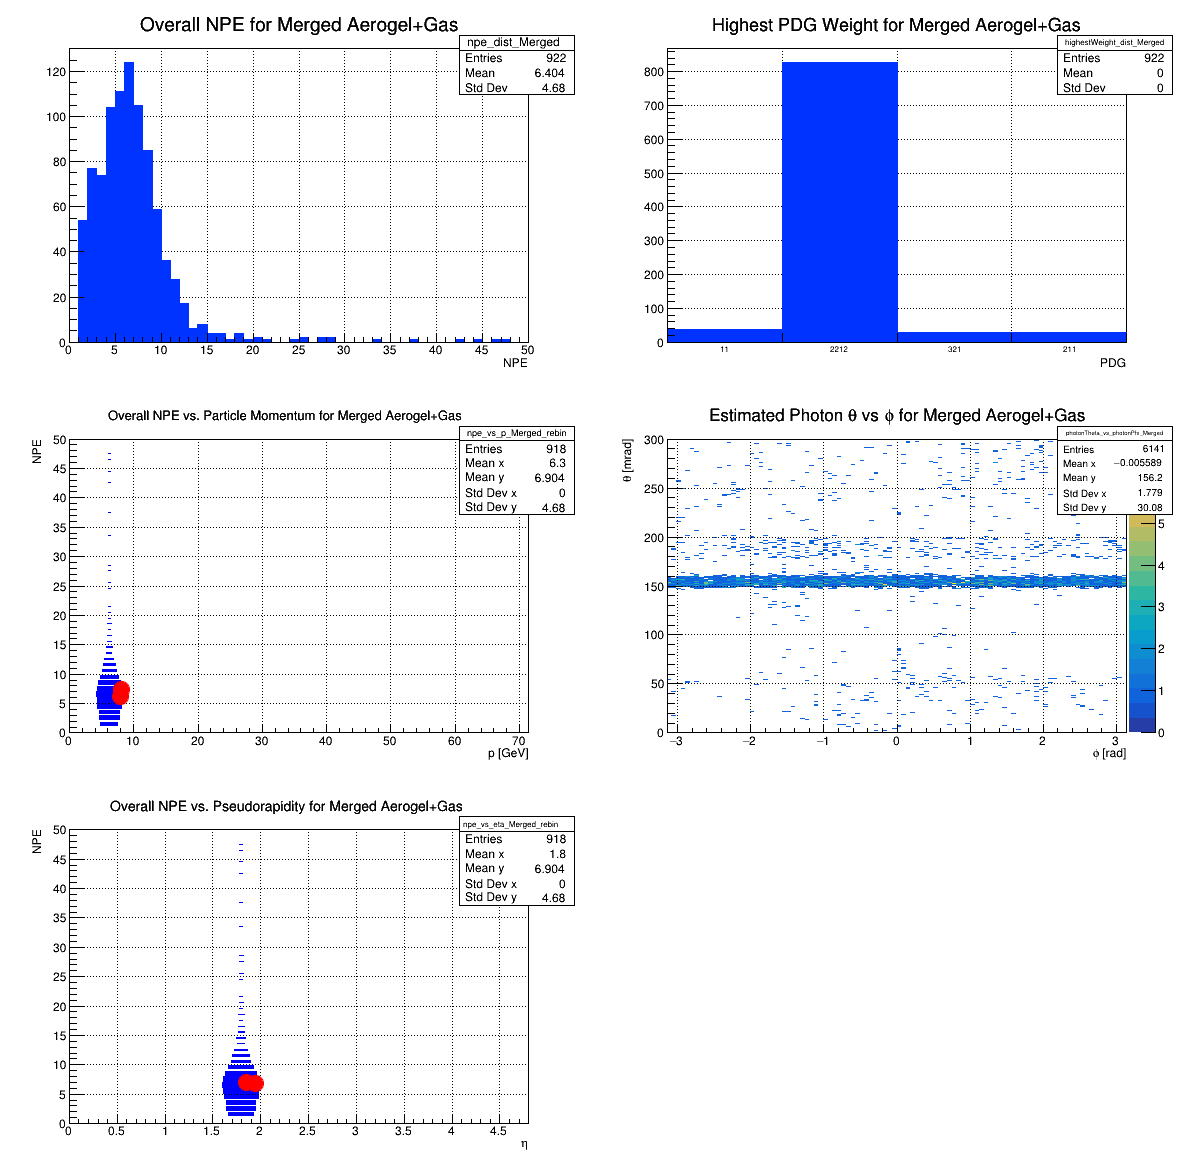 Overall NPE for Merged Aerogel+Gas
npe_dist_Merged
Entries 922
Mean 6.404
Std Dev 4.68
120
100
80
60
40
20
0
0 5 10 15 20 25 30 35 40 45 50
NPE
Highest PDG Weight for Merged Aerogel+Gas
highestWeight_dist_Merged
Entries 922
Mean 0
Std Dev 0
800
700
600
500
400
300
200
100
0
11 2212 321 211
PDG
Overall NPE vs. Particle Momentum for Merged Aerogel+Gas
npe_vs_p_Merged_rebin
Entries 918
Mean x 6.3
Mean y 6.904
Std Dev x 0
Std Dev y 4.68
NPE
50
45
40
35
30
25
20
15
10
5
0
0 10 20 30 40 50 60 70
p [GeV]
Estimated Photon θ vs ϕ for Merged Aerogel+Gas
photonTheta_vs_photonPhi_Merged
Entries 6141
Mean x −0.005589
Mean y 156.2
Std Dev x 1.779
Std Dev y 30.08
θ [mrad]
300
250
200
150
100
50
0
−3 −2 −1 0 1 2 3
ϕ [rad]
5
4
3
2
1
0
Overall NPE vs. Pseudorapidity for Merged Aerogel+Gas
npe_vs_eta_Merged_rebin
Entries 918
Mean x 1.8
Mean y 6.904
Std Dev x 0
Std Dev y 4.68
NPE
50
45
40
35
30
25
20
15
10
5
0
0 0.5 1 1.5 2 2.5 3 3.5 4 4.5
η